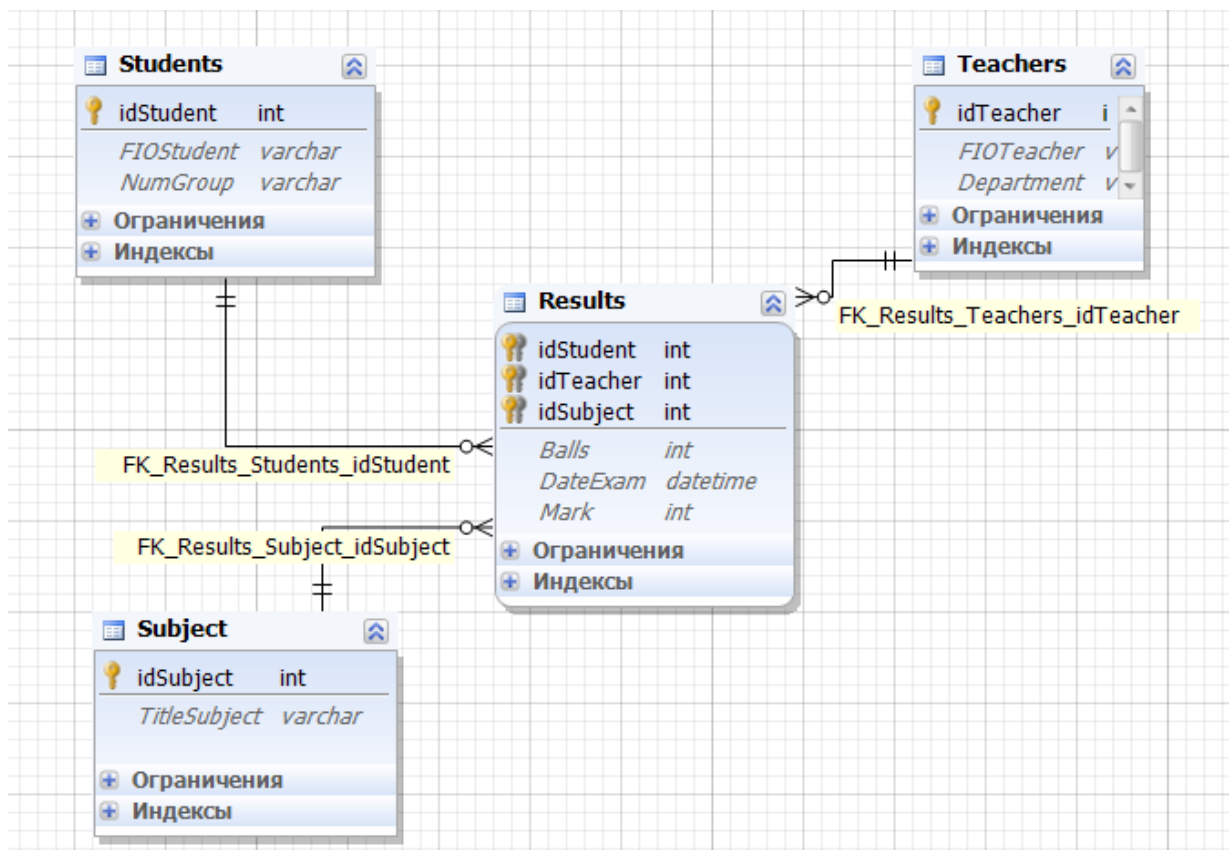 Students
idStudent int
FIOStudent varchar
NumGroup varchar
Ограничения
Индексы
Teachers
idTeacher i
FIOTeacher v
Department v
Ограничения
Индексы
FK_Results_Teachers_idTeacher
Results
idStudent int
idTeacher int
idSubject int
Balls int
DateExam datetime
Mark int
Ограничения
Индексы
FK_Results_Students_idStudent
FK_Results_Subject_idSubject
Subject
idSubject int
TitleSubject varchar
Ограничения
Индексы